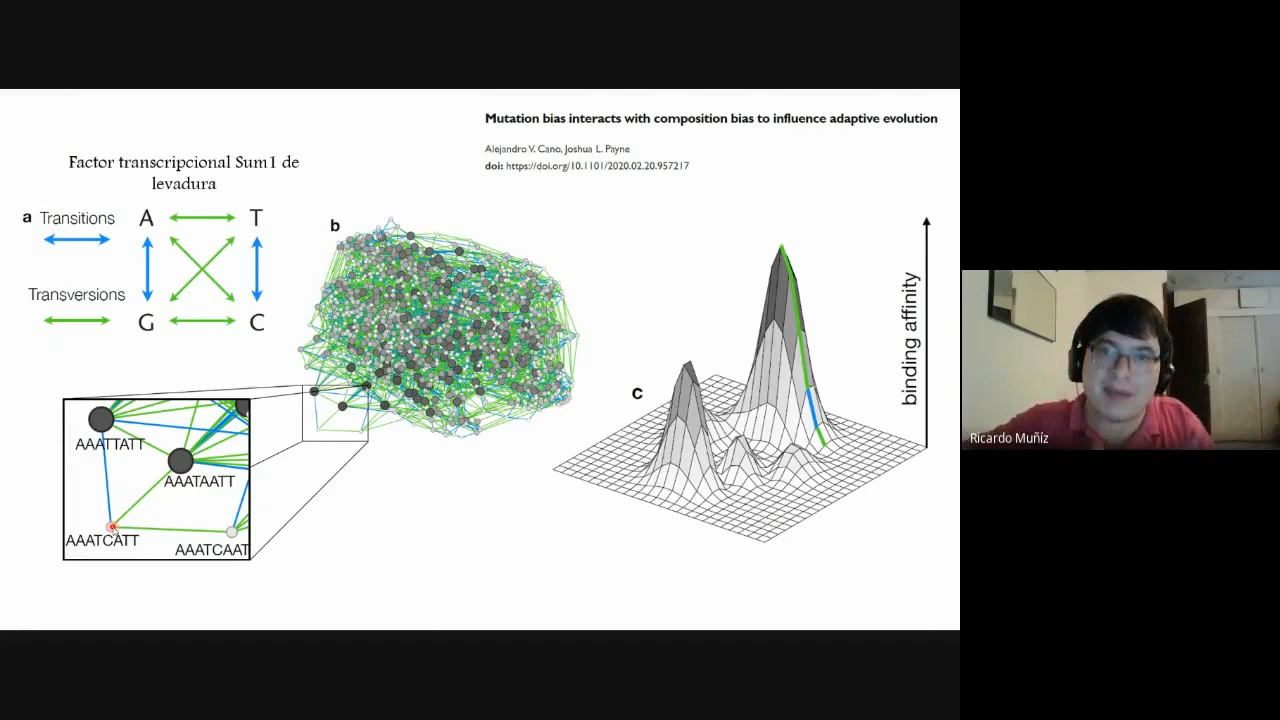 Mutation bias interacts with composition bias to influence adaptive evolution
Alejandro V. Cano, Joshua L. Payne
doi: https://doi.org/10.1101/2020.02.20.957217
Factor transcripcional Sum1 de
levadura
a Transitions
A T
Transversions
G C
b
AAATTATT
AAATAATT
AAATCATT
AAATCAAT
c
binding affinity
Ricardo Muñíz